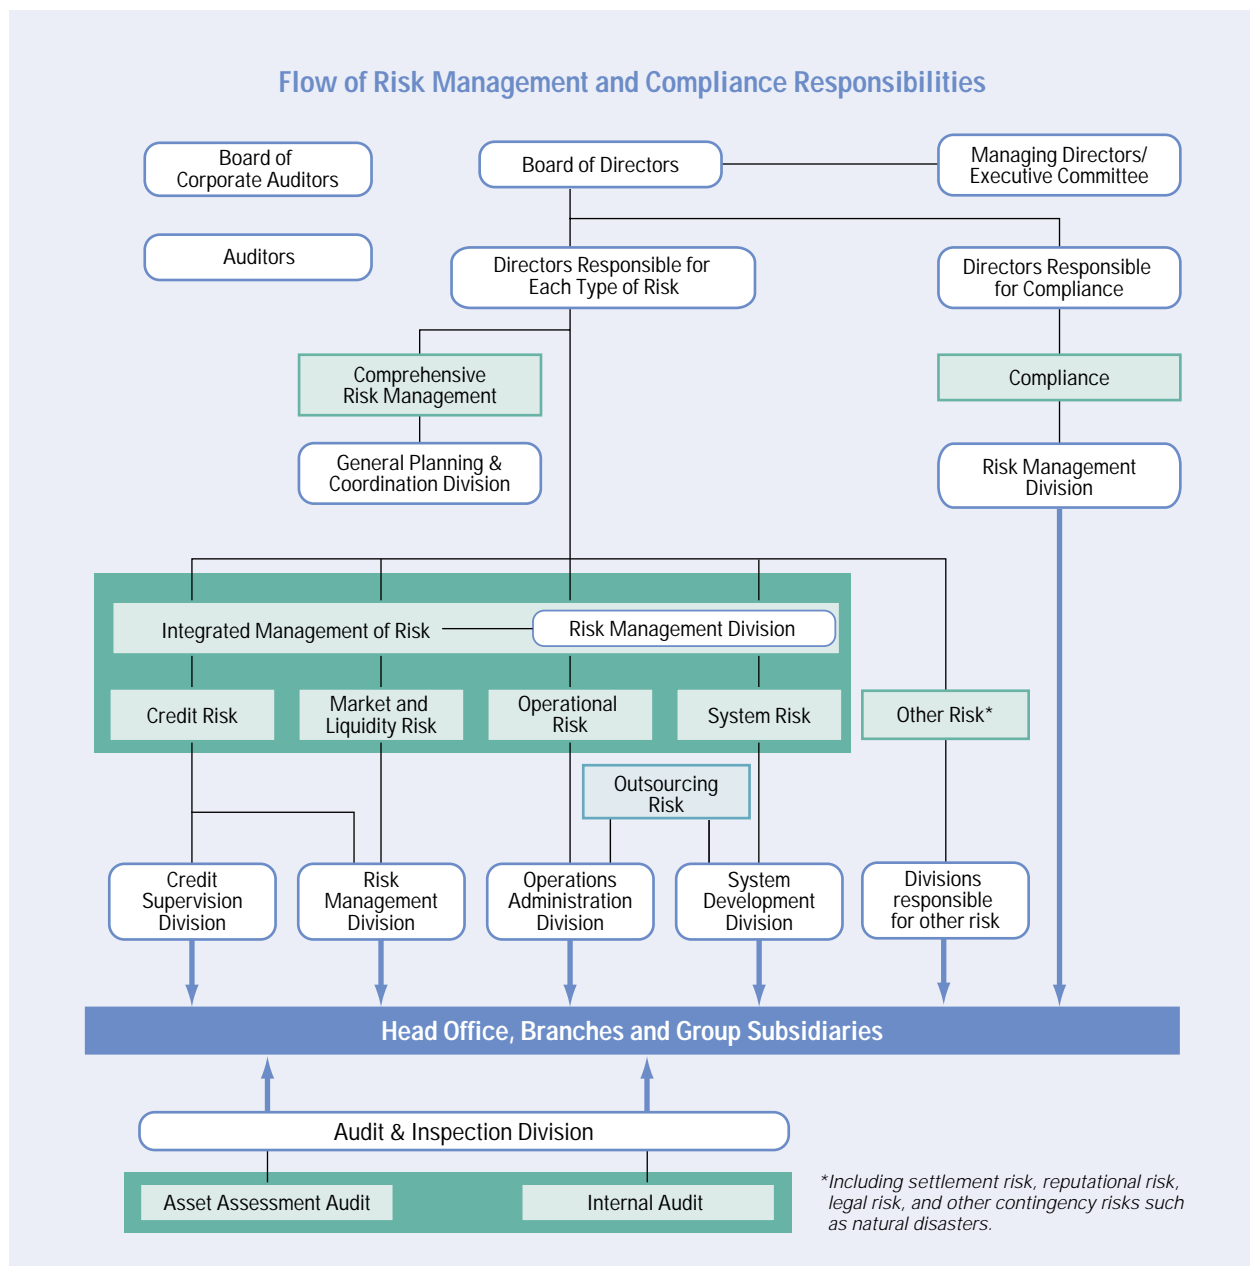 Flow of Risk Management and Compliance Responsibilities
Board of
Corporate Auditors
Board of Directors
Managing Directors/
Executive Committee
Auditors
Directors Responsible for
Each Type of Risk
Directors Responsible
for Compliance
Comprehensive
Risk Management
Compliance
General Planning &
Coordination Division
Risk Management
Division
Integrated Management of Risk
Risk Management Division
Credit Risk
Market and
Liquidity Risk
Operational
Risk
System Risk
Other Risk*
Outsourcing
Risk
Credit
Supervision
Division
Risk
Management
Division
Operations
Administration
Division
System
Development
Division
Divisions
responsible
for other risk
Head Office, Branches and Group Subsidiaries
Audit & Inspection Division
Asset Assessment Audit
Internal Audit
*Including settlement risk, reputational risk,
legal risk, and other contingency risks such
as natural disasters.